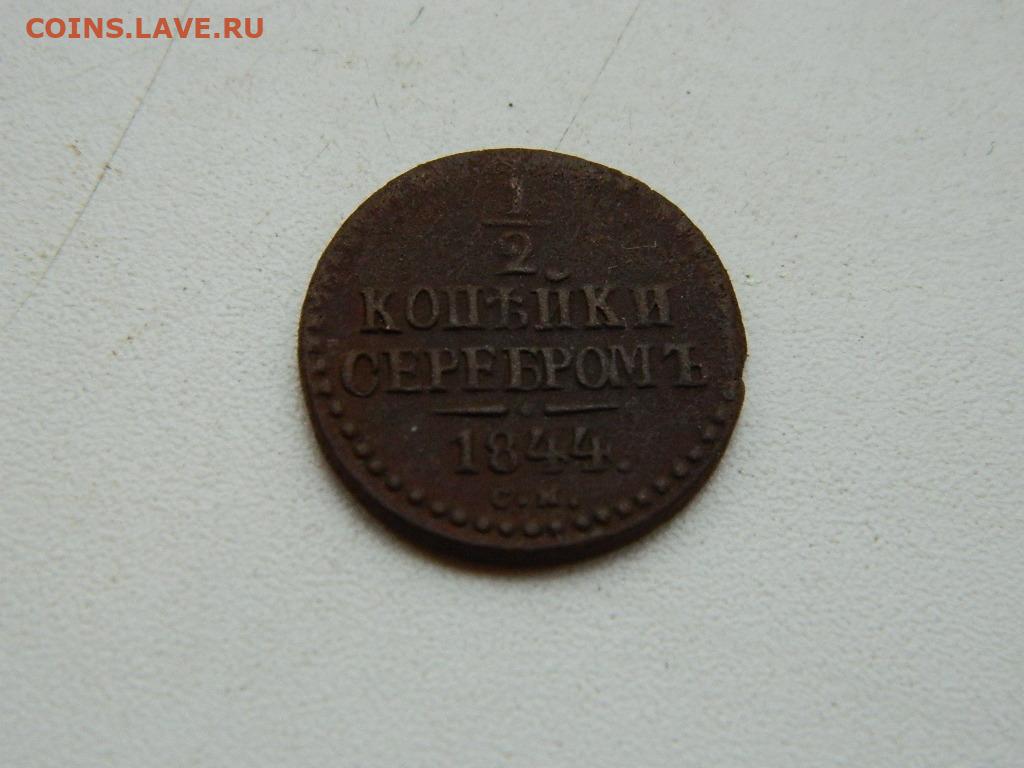 COINS.LAVE.RU
1
2
КОПѢЙКИ
СЕРЕБРОМЪ
1844.
С.М.